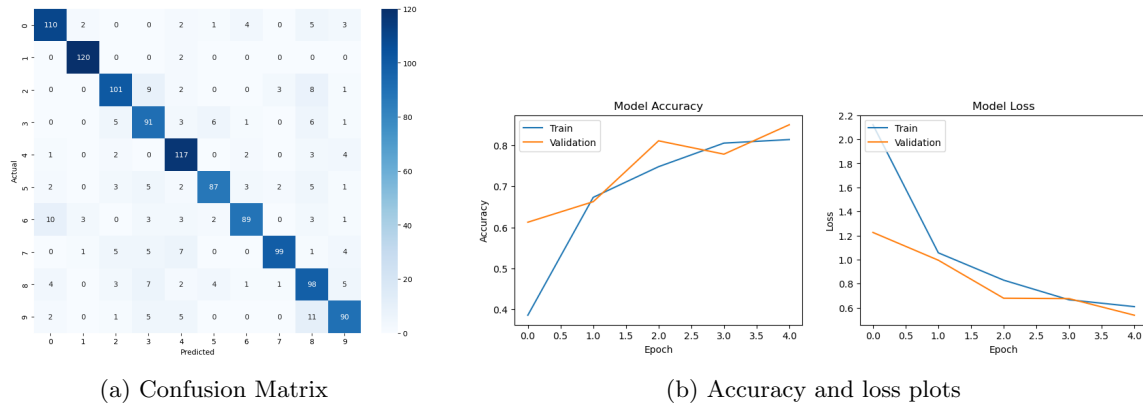 0 110 2 0 0 2 1 4 0 5 3
1 0 120 0 0 2 0 0 0 0 0
2 0 0 101 9 2 0 0 3 8 1
3 0 0 5 91 3 6 1 0 6 1
4 1 0 2 0 117 0 2 0 3 4
5 2 0 3 5 2 87 3 2 5 1
6 10 3 0 3 3 2 89 0 3 1
7 0 1 5 5 7 0 0 99 1 4
8 4 0 3 7 2 4 1 1 98 5
9 2 0 1 5 5 0 0 0 11 90
0 1 2 3 4 5 6 7 8 9
Actual
Predicted
120
100
80
60
40
20
0
(a) Confusion Matrix
Model Accuracy
Train
Validation
Accuracy
0.8
0.7
0.6
0.5
0.4
0.0 0.5 1.0 1.5 2.0 2.5 3.0 3.5 4.0
Epoch
Model Loss
Train
Validation
Loss
2.2
2.0
1.8
1.6
1.4
1.2
1.0
0.8
0.6
0.0 0.5 1.0 1.5 2.0 2.5 3.0 3.5 4.0
Epoch
(b) Accuracy and loss plots